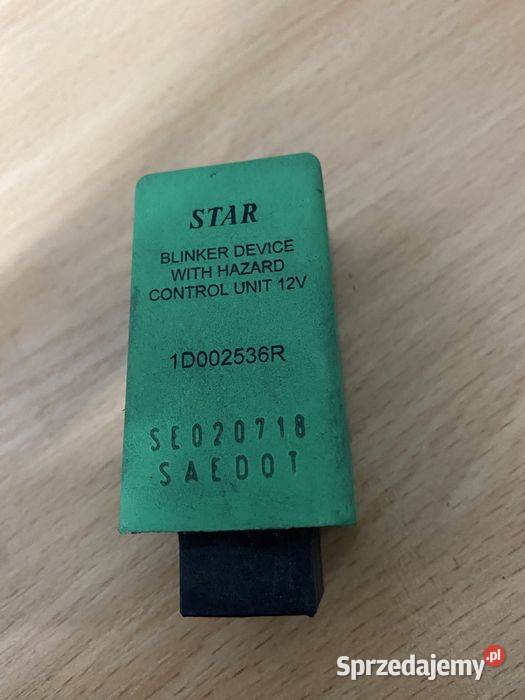 STAR
BLINKER DEVICE
WITH HAZARD
CONTROL UNIT 12V
1D002536R
SE020718
SAEDOT
Sprzedajemy.pl